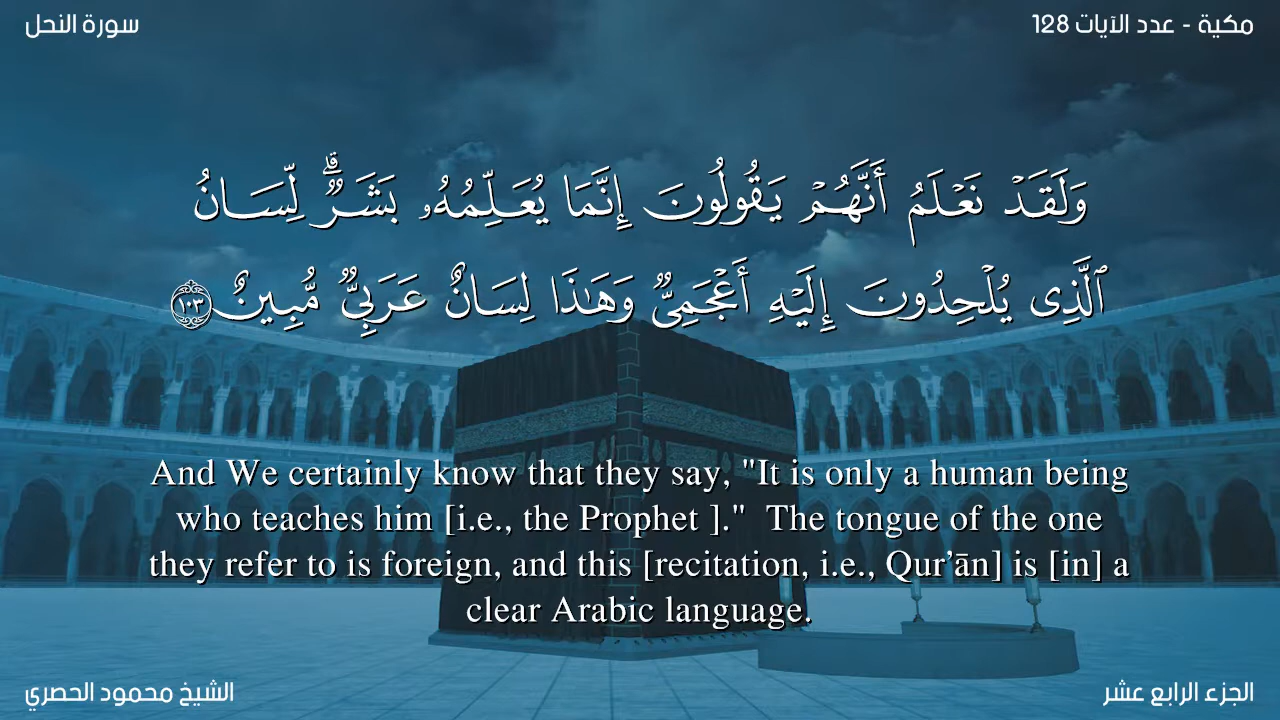 سورة النحل
مكية - عدد الآيات 128
وَلَقَدْ نَعْلَمُ أَنَّهُمْ يَقُولُونَ إِنَّمَا يُعَلِّمُهُۥ بَشَرٌۭ ۗ لِّسَانُ
ٱلَّذِى يُلْحِدُونَ إِلَيْهِ أَعْجَمِىٌّۭ وَهَـٰذَا لِسَانٌ عَرَبِىٌّۭ مُّبِينٌ ١٠٣
And We certainly know that they say, "It is only a human being
who teaches him [i.e., the Prophet ]."  The tongue of the one
they refer to is foreign, and this [recitation, i.e., Qur’ān] is [in] a
clear Arabic language.
الشيخ محمود الحصري
الجزء الرابع عشر